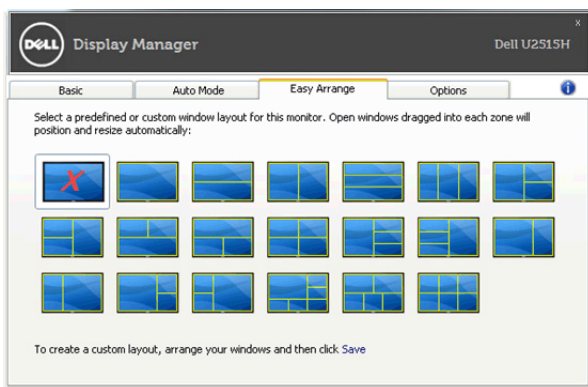 x
DELL Display Manager Dell U2515H
Basic Auto Mode Easy Arrange Options i
Select a predefined or custom window layout for this monitor. Open windows dragged into each zone will
position and resize automatically:
X
To create a custom layout, arrange your windows and then click Save